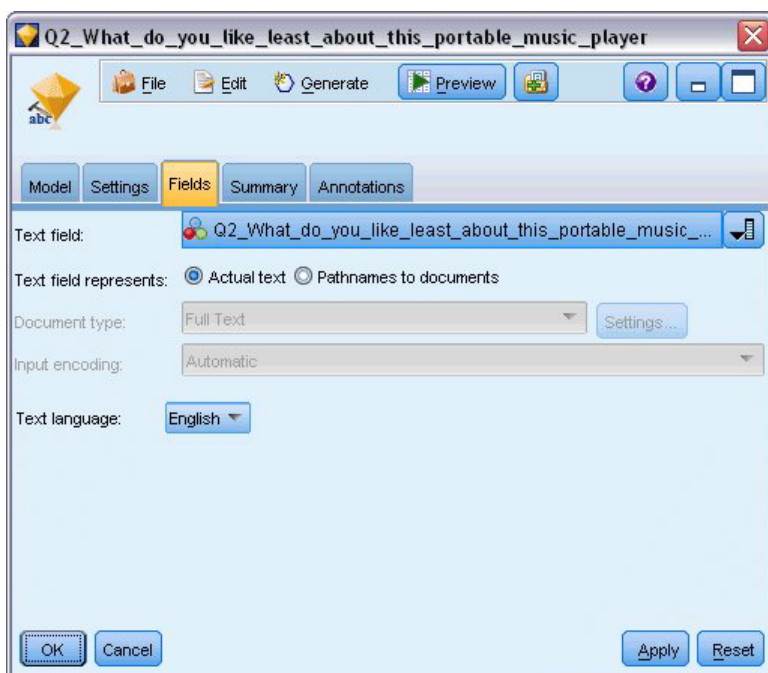 Q2_What_do_you_like_least_about_this_portable_music_player
abc
File Edit Generate Preview
Model Settings Fields Summary Annotations
Text field: Q2_What_do_you_like_least_about_this_portable_music_...
Text field represents: Actual text Pathnames to documents
Document type: Full Text Settings...
Input encoding: Automatic
Text language: English
OK Cancel Apply Reset